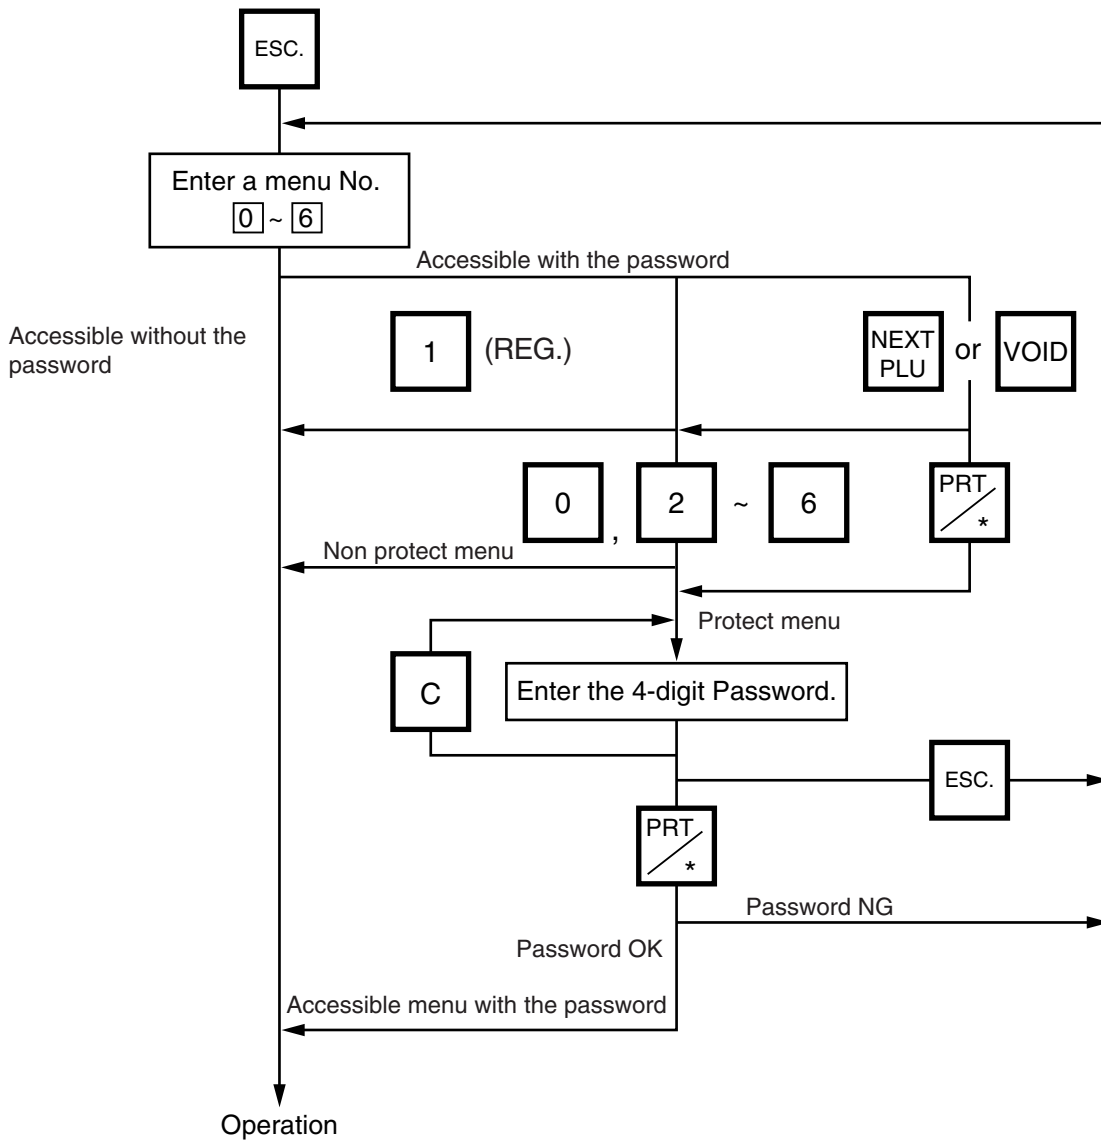 ESC.
Enter a menu No.
0 ~ 6
Accessible with the password
Accessible without the
password
1 (REG.)
NEXT
PLU
or
VOID
0 , 2 ~ 6
PRT
*
Non protect menu
Protect menu
C
Enter the 4-digit Password.
ESC.
PRT
*
Password NG
Password OK
Accessible menu with the password
Operation